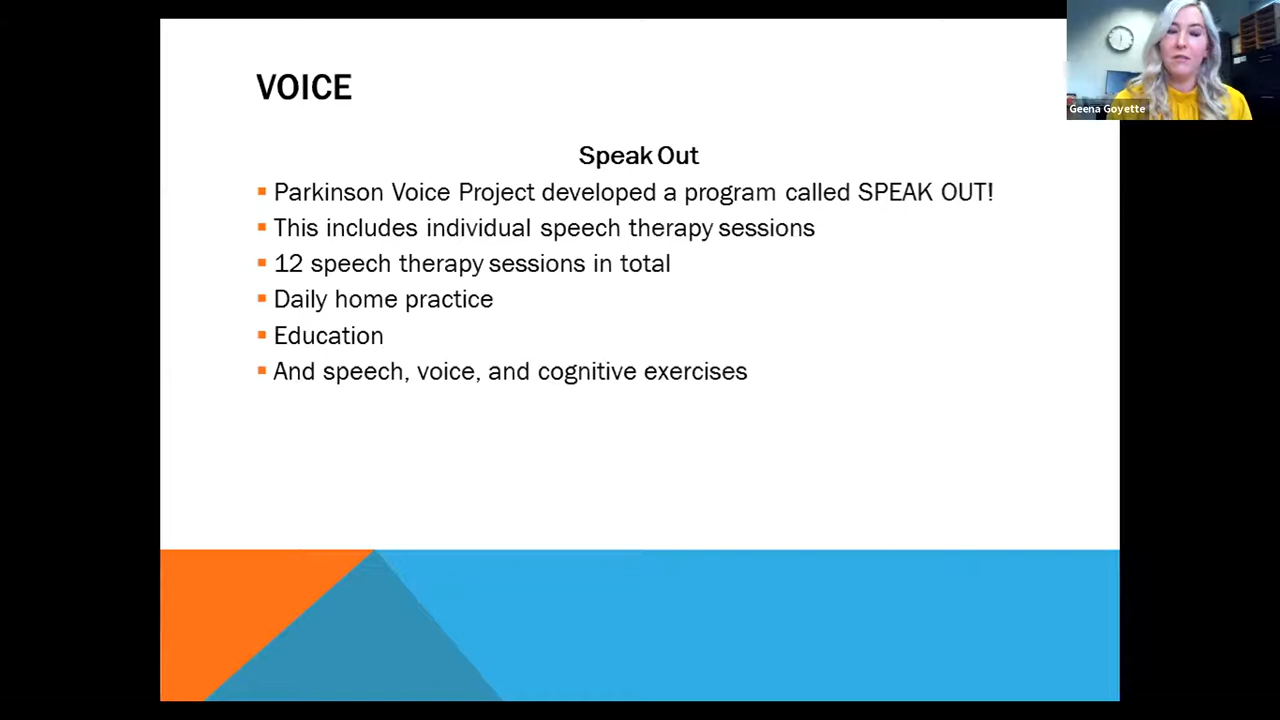 VOICE
Geena Goyette
Speak Out
Parkinson Voice Project developed a program called SPEAK OUT!
This includes individual speech therapy sessions
12 speech therapy sessions in total
Daily home practice
Education
And speech, voice, and cognitive exercises